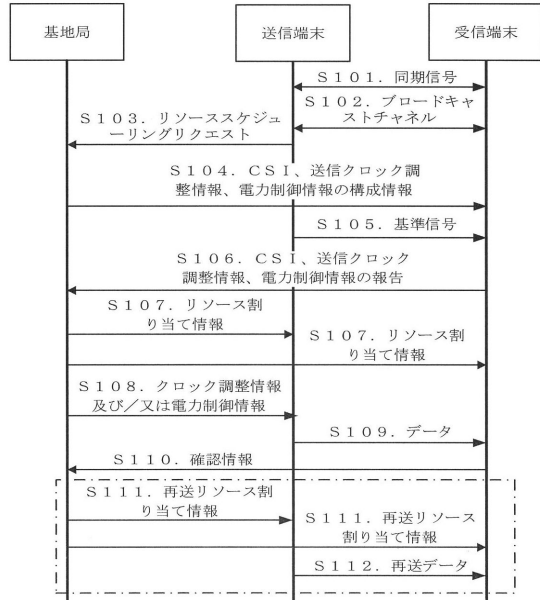 基地局
送信端末
受信端末
S101．同期信号
S102．ブロードキャ
ストチャネル
S103．リソーススケジュ
ーリングリクエスト
S104．CSI、送信クロック調
整情報、電力制御情報の構成情報
S105．基準信号
S106．CSI、送信クロック
調整情報、電力制御情報の報告
S107．リソース割
り当て情報
S107．リソース割
り当て情報
S108．クロック調整情報
及び／又は電力制御情報
S109．データ
S110．確認情報
S111．再送リソース割
り当て情報
S111．再送リソース
割り当て情報
S112．再送データ